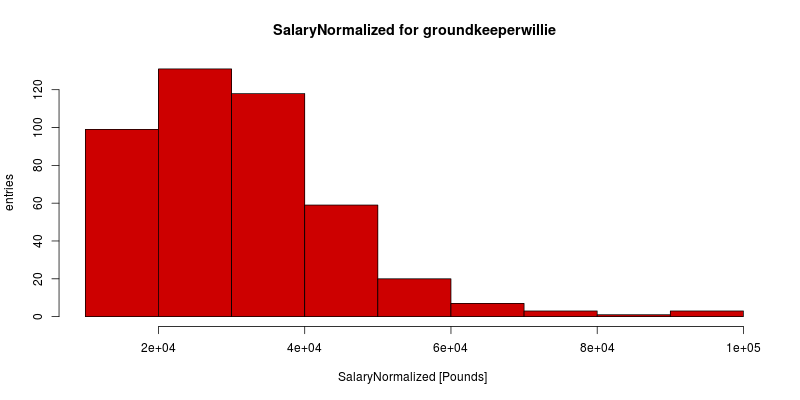 SalaryNormalized for groundkeeperwillie
entries
120
100
80
60
40
20
0
2e+04 4e+04 6e+04 8e+04 1e+05
SalaryNormalized [Pounds]